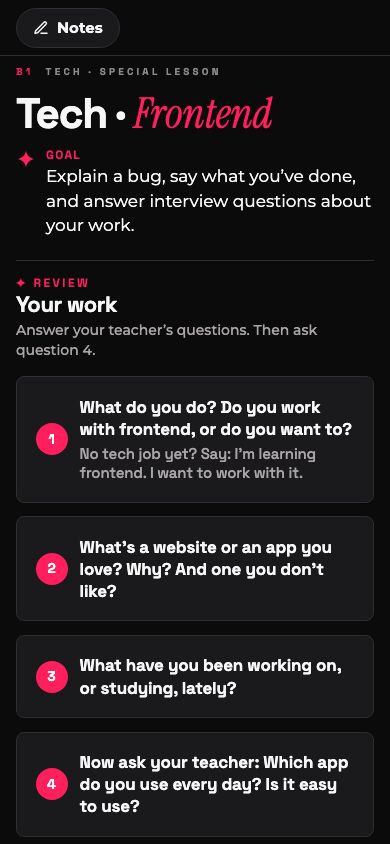 Notes
B1 TECH · SPECIAL LESSON
Tech · Frontend
GOAL
Explain a bug, say what you've done,
and answer interview questions about
your work.
REVIEW
Your work
Answer your teacher's questions. Then ask
question 4.
1
What do you do? Do you work
with frontend, or do you want to?
No tech job yet? Say: I'm learning
frontend. I want to work with it.
2
What's a website or an app you
love? Why? And one you don't
like?
3
What have you been working on,
or studying, lately?
4
Now ask your teacher: Which app
do you use every day? Is it easy
to use?